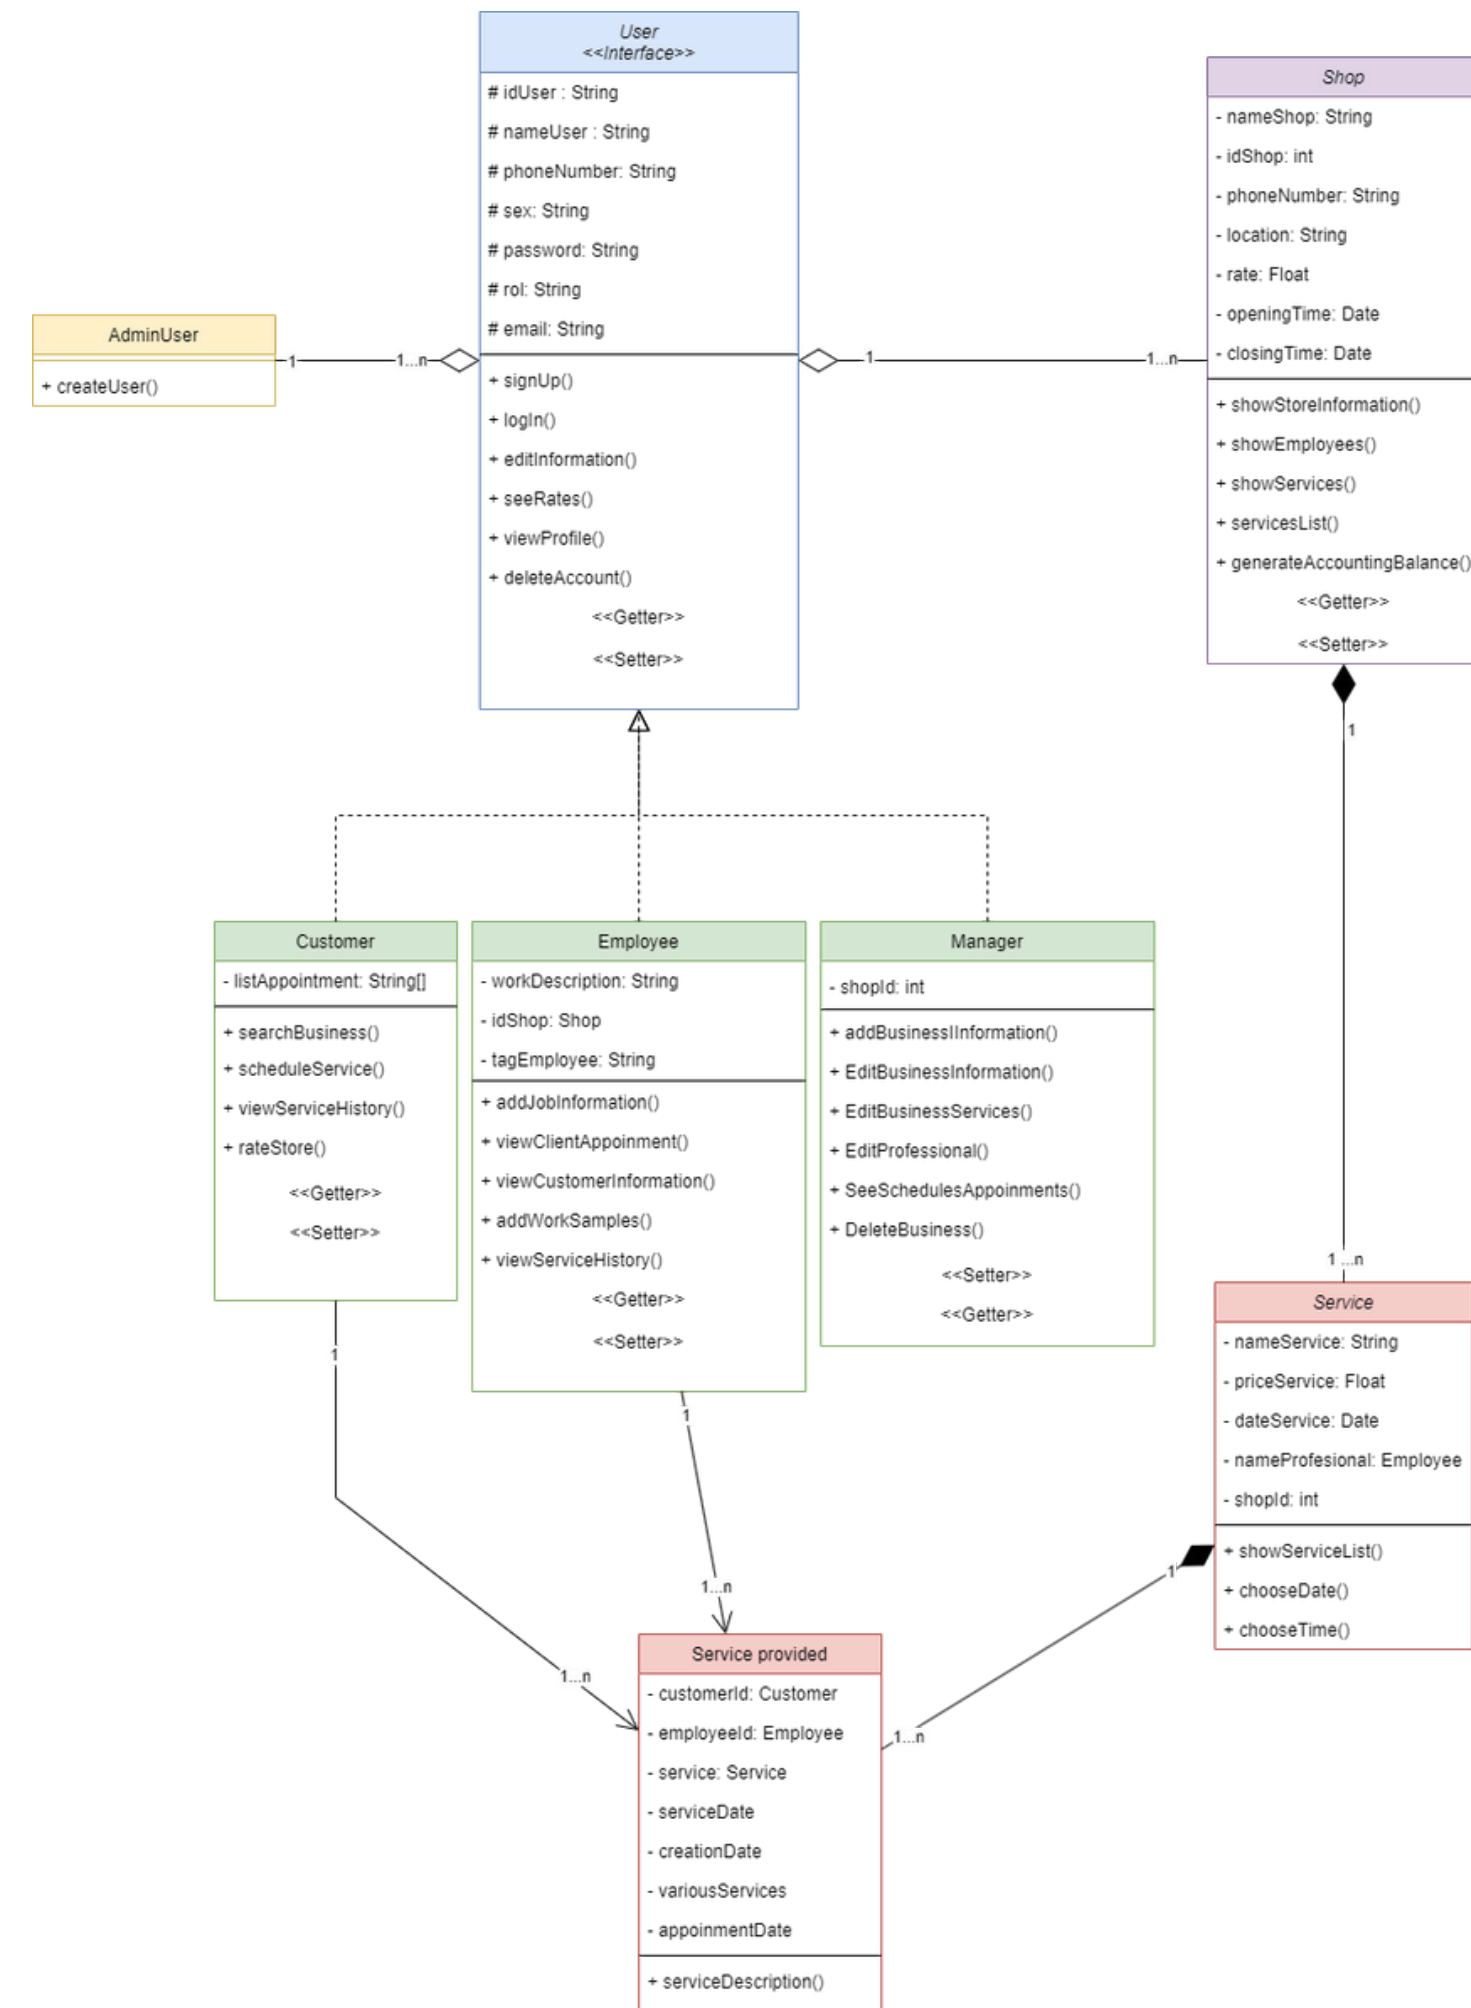 User
<<Interface>>
# idUser : String
# nameUser : String
# phoneNumber: String
# sex: String
# password: String
# rol: String
# email: String
+ signUp()
+ logIn()
+ editInformation()
+ seeRates()
+ viewProfile()
+ deleteAccount()
<<Getter>>
<<Setter>>
Shop
- nameShop: String
- idShop: int
- phoneNumber: String
- location: String
- rate: Float
- openingTime: Date
- closingTime: Date
+ showStoreInformation()
+ showEmployees()
+ showServices()
+ servicesList()
+ generateAccountingBalance()
<<Getter>>
<<Setter>>
AdminUser
+ createUser()
1
1...n
1
1...n
1
1 ...n
Customer
- listAppointment: String[]
+ searchBusiness()
+ scheduleService()
+ viewServiceHistory()
+ rateStore()
<<Getter>>
<<Setter>>
Employee
- workDescription: String
- idShop: Shop
- tagEmployee: String
+ addJobInformation()
+ viewClientAppoinment()
+ viewCustomerInformation()
+ addWorkSamples()
+ viewServiceHistory()
<<Getter>>
<<Setter>>
Manager
- shopId: int
+ addBusinessIInformation()
+ EditBusinessInformation()
+ EditBusinessServices()
+ EditProfessional()
+ SeeSchedulesAppoinments()
+ DeleteBusiness()
<<Setter>>
<<Getter>>
Service
- nameService: String
- priceService: Float
- dateService: Date
- nameProfesional: Employee
- shopId: int
+ showServiceList()
+ chooseDate()
+ chooseTime()
1
1...n
1
1...n
1
1...n
Service provided
- customerId: Customer
- employeeId: Employee
- service: Service
- serviceDate
- creationDate
- variousServices
- appoinmentDate
+ serviceDescription()